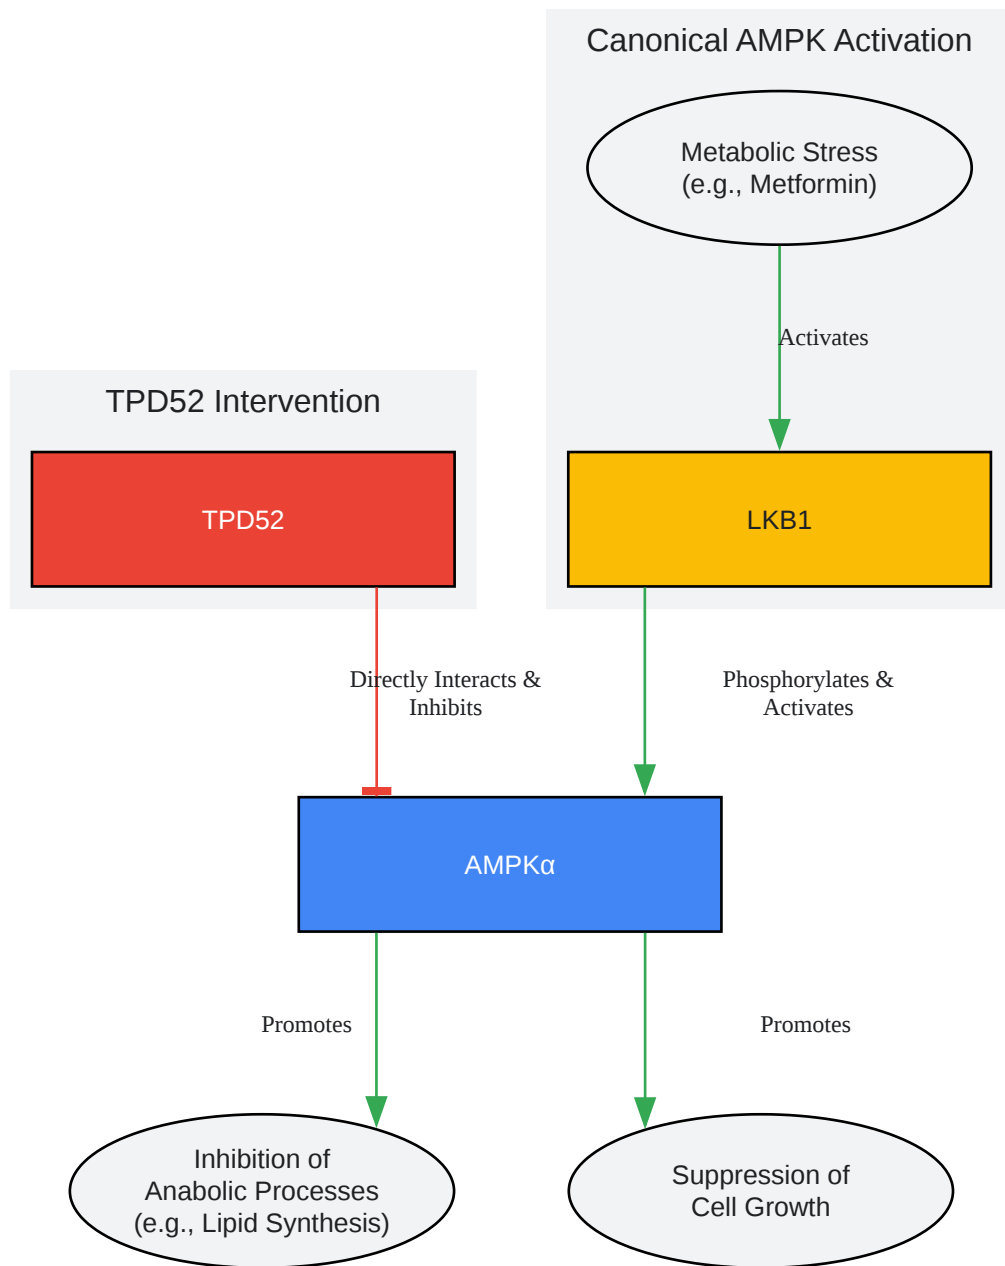 Canonical AMPK Activation
Metabolic Stress
(e.g., Metformin)
Activates
TPD52 Intervention
TPD52
LKB1
Directly Interacts &
Inhibits
Phosphorylates &
Activates
AMPKα
Promotes
Promotes
Inhibition of
Anabolic Processes
(e.g., Lipid Synthesis)
Suppression of
Cell Growth